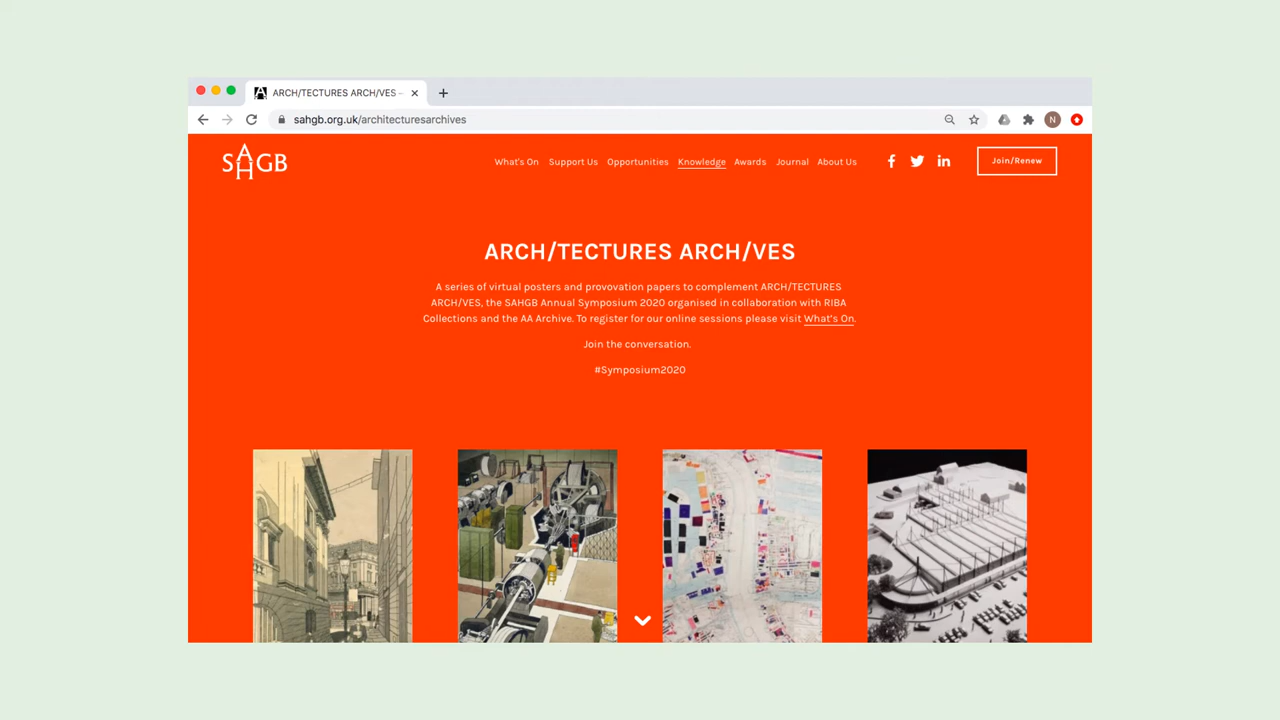 ARCH/TECTURES ARCH/VES –
sahgb.org.uk/architecturesarchives
N
SAHGB
What's On Support Us Opportunities Knowledge Awards Journal About Us
Join/Renew
ARCH/TECTURES ARCH/VES
A series of virtual posters and provovation papers to complement ARCH/TECTURES
ARCH/VES, the SAHGB Annual Symposium 2020 organised in collaboration with RIBA
Collections and the AA Archive. To register for our online sessions please visit What's On.
Join the conversation.
#Symposium2020